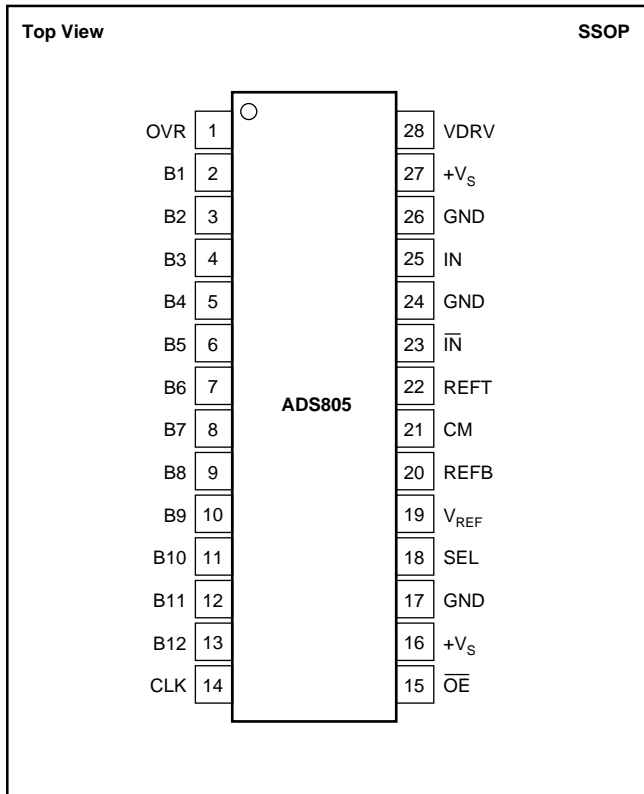 Top View SSOP
OVR 1 28 VDRV
B1 2 27 +VS
B2 3 26 GND
B3 4 25 IN
B4 5 24 GND
B5 6 23 I̅N̅
B6 7 22 REFT
ADS805
B7 8 21 CM
B8 9 20 REFB
B9 10 19 VREF
B10 11 18 SEL
B11 12 17 GND
B12 13 16 +VS
CLK 14 15 O̅E̅